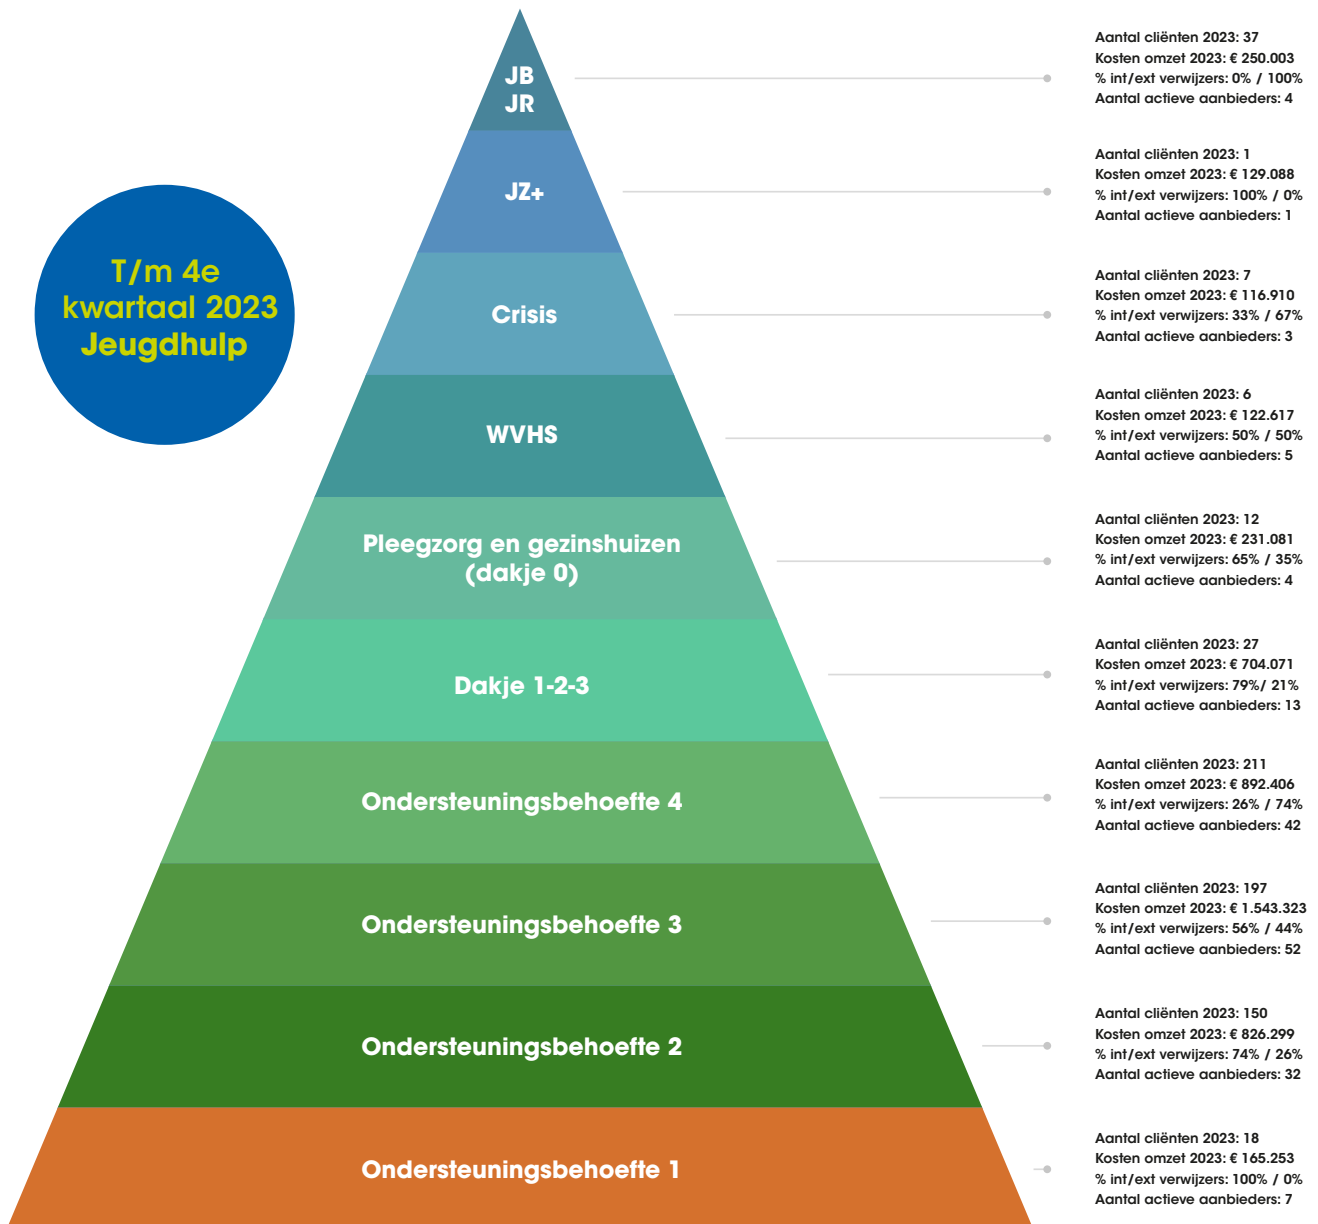 T/m 4e
kwartaal 2023
Jeugdhulp
JB
JR
Aantal cliënten 2023: 37
Kosten omzet 2023: € 250.003
% int/ext verwijzers: 0% / 100%
Aantal actieve aanbieders: 4
JZ+
Aantal cliënten 2023: 1
Kosten omzet 2023: € 129.088
% int/ext verwijzers: 100% / 0%
Aantal actieve aanbieders: 1
Crisis
Aantal cliënten 2023: 7
Kosten omzet 2023: € 116.910
% int/ext verwijzers: 33% / 67%
Aantal actieve aanbieders: 3
WVHS
Aantal cliënten 2023: 6
Kosten omzet 2023: € 122.617
% int/ext verwijzers: 50% / 50%
Aantal actieve aanbieders: 5
Pleegzorg en gezinshuizen
(dakje 0)
Aantal cliënten 2023: 12
Kosten omzet 2023: € 231.081
% int/ext verwijzers: 65% / 35%
Aantal actieve aanbieders: 4
Dakje 1-2-3
Aantal cliënten 2023: 27
Kosten omzet 2023: € 704.071
% int/ext verwijzers: 79%/ 21%
Aantal actieve aanbieders: 13
Ondersteuningsbehoefte 4
Aantal cliënten 2023: 211
Kosten omzet 2023: € 892.406
% int/ext verwijzers: 26% / 74%
Aantal actieve aanbieders: 42
Ondersteuningsbehoefte 3
Aantal cliënten 2023: 197
Kosten omzet 2023: € 1.543.323
% int/ext verwijzers: 56% / 44%
Aantal actieve aanbieders: 52
Ondersteuningsbehoefte 2
Aantal cliënten 2023: 150
Kosten omzet 2023: € 826.299
% int/ext verwijzers: 74% / 26%
Aantal actieve aanbieders: 32
Ondersteuningsbehoefte 1
Aantal cliënten 2023: 18
Kosten omzet 2023: € 165.253
% int/ext verwijzers: 100% / 0%
Aantal actieve aanbieders: 7